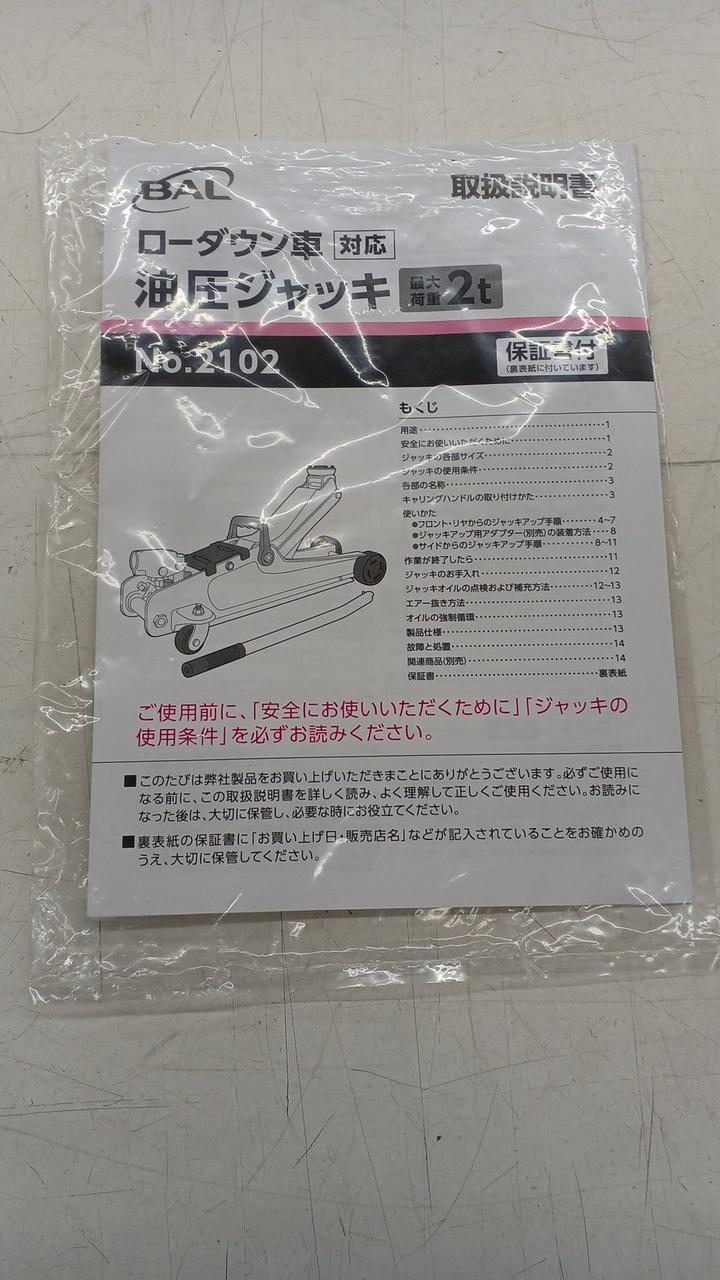 BAL
取扱説明書
ローダウン車 対応
油圧ジャッキ 最大荷重 2t
No.2102
保証書付
(裏表紙に付いています)
もくじ
用途‥‥‥‥‥‥‥‥‥‥‥‥‥‥1
安全にお使いいただくために‥‥‥‥‥‥‥1
ジャッキの各部サイズ‥‥‥‥‥‥‥‥‥2
ジャッキの使用条件‥‥‥‥‥‥‥‥‥‥2
各部の名称‥‥‥‥‥‥‥‥‥‥‥‥3
キャリングハンドルの取り付けかた‥‥‥‥3
使いかた
●フロント・リヤからのジャッキアップ手順‥‥‥4~7
●ジャッキアップ用アダプター(別売)の装着方法‥‥8
●サイドからのジャッキアップ手順‥‥‥‥8~11
作業が終了したら‥‥‥‥‥‥‥‥‥‥11
ジャッキのお手入れ‥‥‥‥‥‥‥‥‥12
ジャッキオイルの点検および補充方法‥‥‥12~13
エアー抜き方法‥‥‥‥‥‥‥‥‥‥‥13
オイルの強制循環‥‥‥‥‥‥‥‥‥‥13
製品仕様‥‥‥‥‥‥‥‥‥‥‥‥‥13
故障と処置‥‥‥‥‥‥‥‥‥‥‥‥14
関連商品(別売)‥‥‥‥‥‥‥‥‥‥14
保証書‥‥‥‥‥‥‥‥‥‥‥‥裏表紙
ご使用前に、「安全にお使いいただくために」「ジャッキの
使用条件」を必ずお読みください。
■このたびは弊社製品をお買い上げいただきまことにありがとうございます。必ずご使用に
なる前に、この取扱説明書を詳しく読み、よく理解して正しくご使用ください。お読みに
なった後は、大切に保管し、必要な時にお役立てください。
■裏表紙の保証書に「お買い上げ日・販売店名」などが記入されていることをお確かめの
うえ、大切に保管してください。